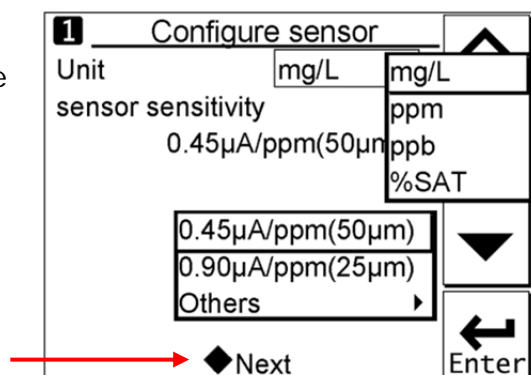 1 Configure sensor
e
Unit mg/L mg/L
sensor sensitivity ppm
0.45µA/ppm(50µm ppb
%SAT
0.45µA/ppm(50µm)
0.90µA/ppm(25µm)
Others
Next
Enter